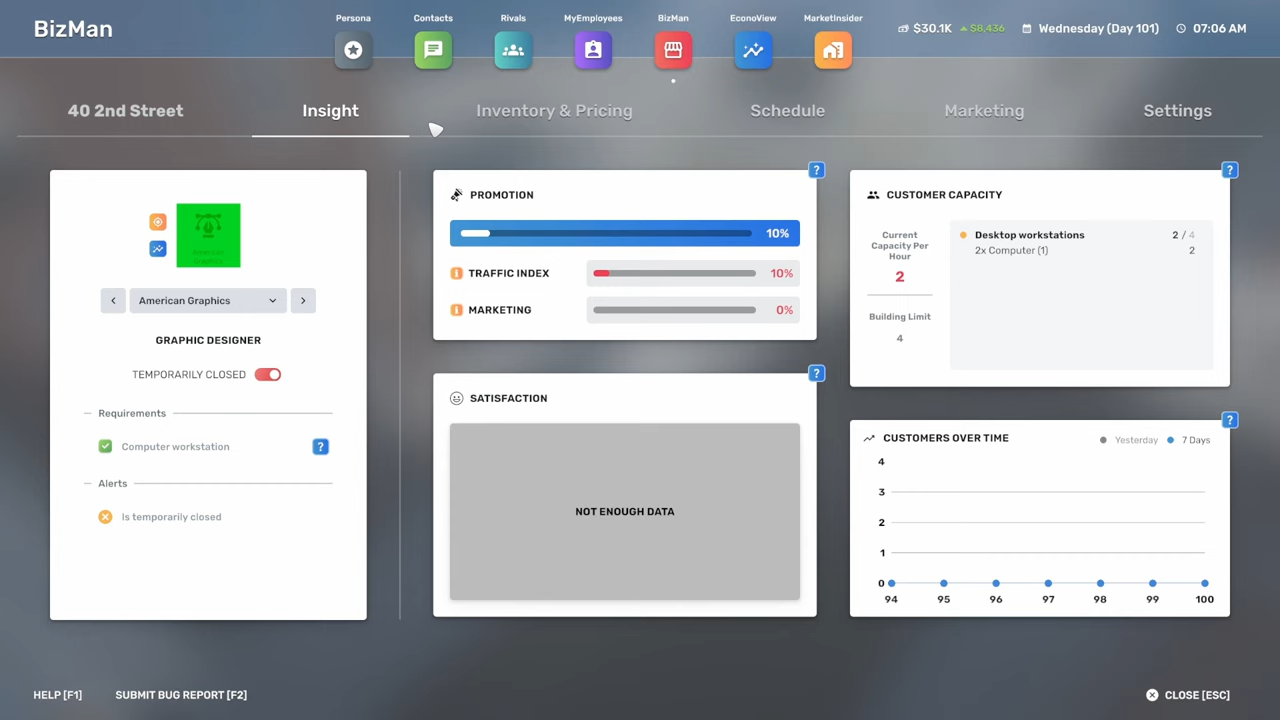 BizMan
Persona
Contacts
Rivals
MyEmployees
BizMan
EconoView
MarketInsider
$30.1K
$8,436
Wednesday (Day 101)
07:06 AM
40 2nd Street
Insight
Inventory & Pricing
Schedule
Marketing
Settings
American
Graphics
American Graphics
GRAPHIC DESIGNER
TEMPORARILY CLOSED
Requirements
Computer workstation
?
Alerts
Is temporarily closed
?
PROMOTION
10%
TRAFFIC INDEX
10%
MARKETING
0%
?
SATISFACTION
NOT ENOUGH DATA
?
CUSTOMER CAPACITY
Current
Capacity Per
Hour
2
Building Limit
4
Desktop workstations
2 / 4
2x Computer (1)
2
?
CUSTOMERS OVER TIME
Yesterday
7 Days
4
3
2
1
0
94 95 96 97 98 99 100
HELP [F1]
SUBMIT BUG REPORT [F2]
CLOSE [ESC]